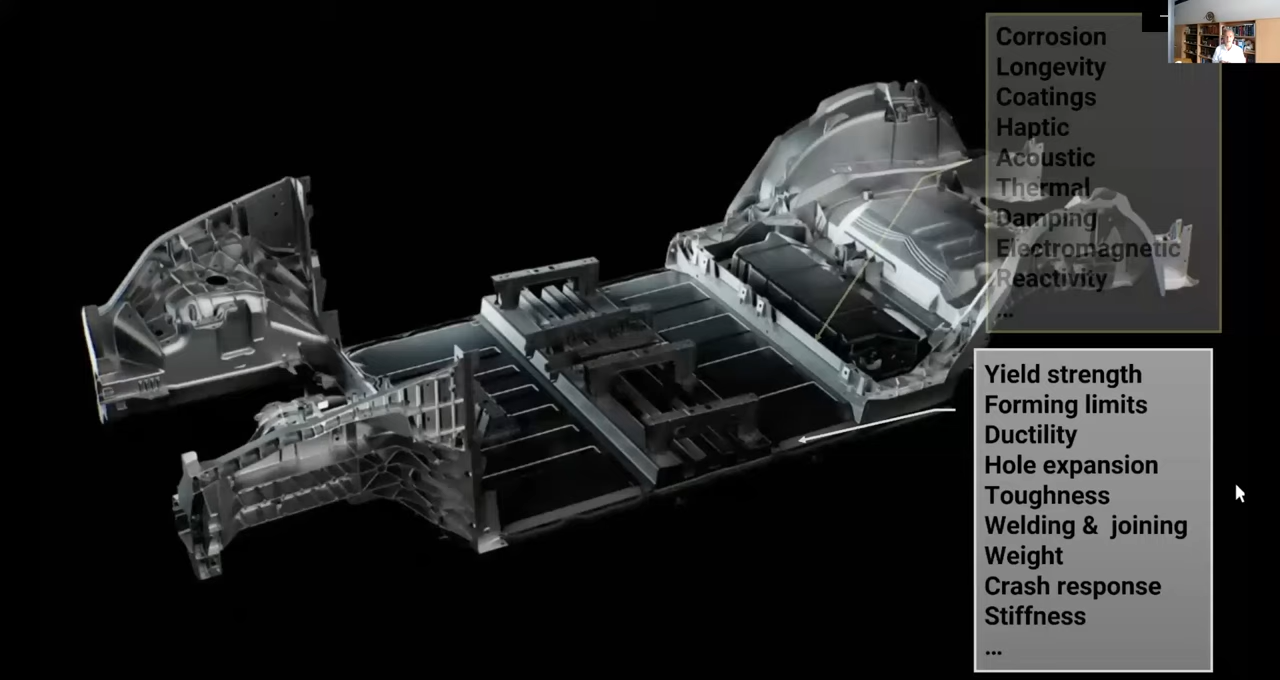 Corrosion
Longevity
Coatings
Haptic
Acoustic
Thermal
Damping
Electromagnetic
Reactivity
...
Yield strength
Forming limits
Ductility
Hole expansion
Toughness
Welding & joining
Weight
Crash response
Stiffness
...